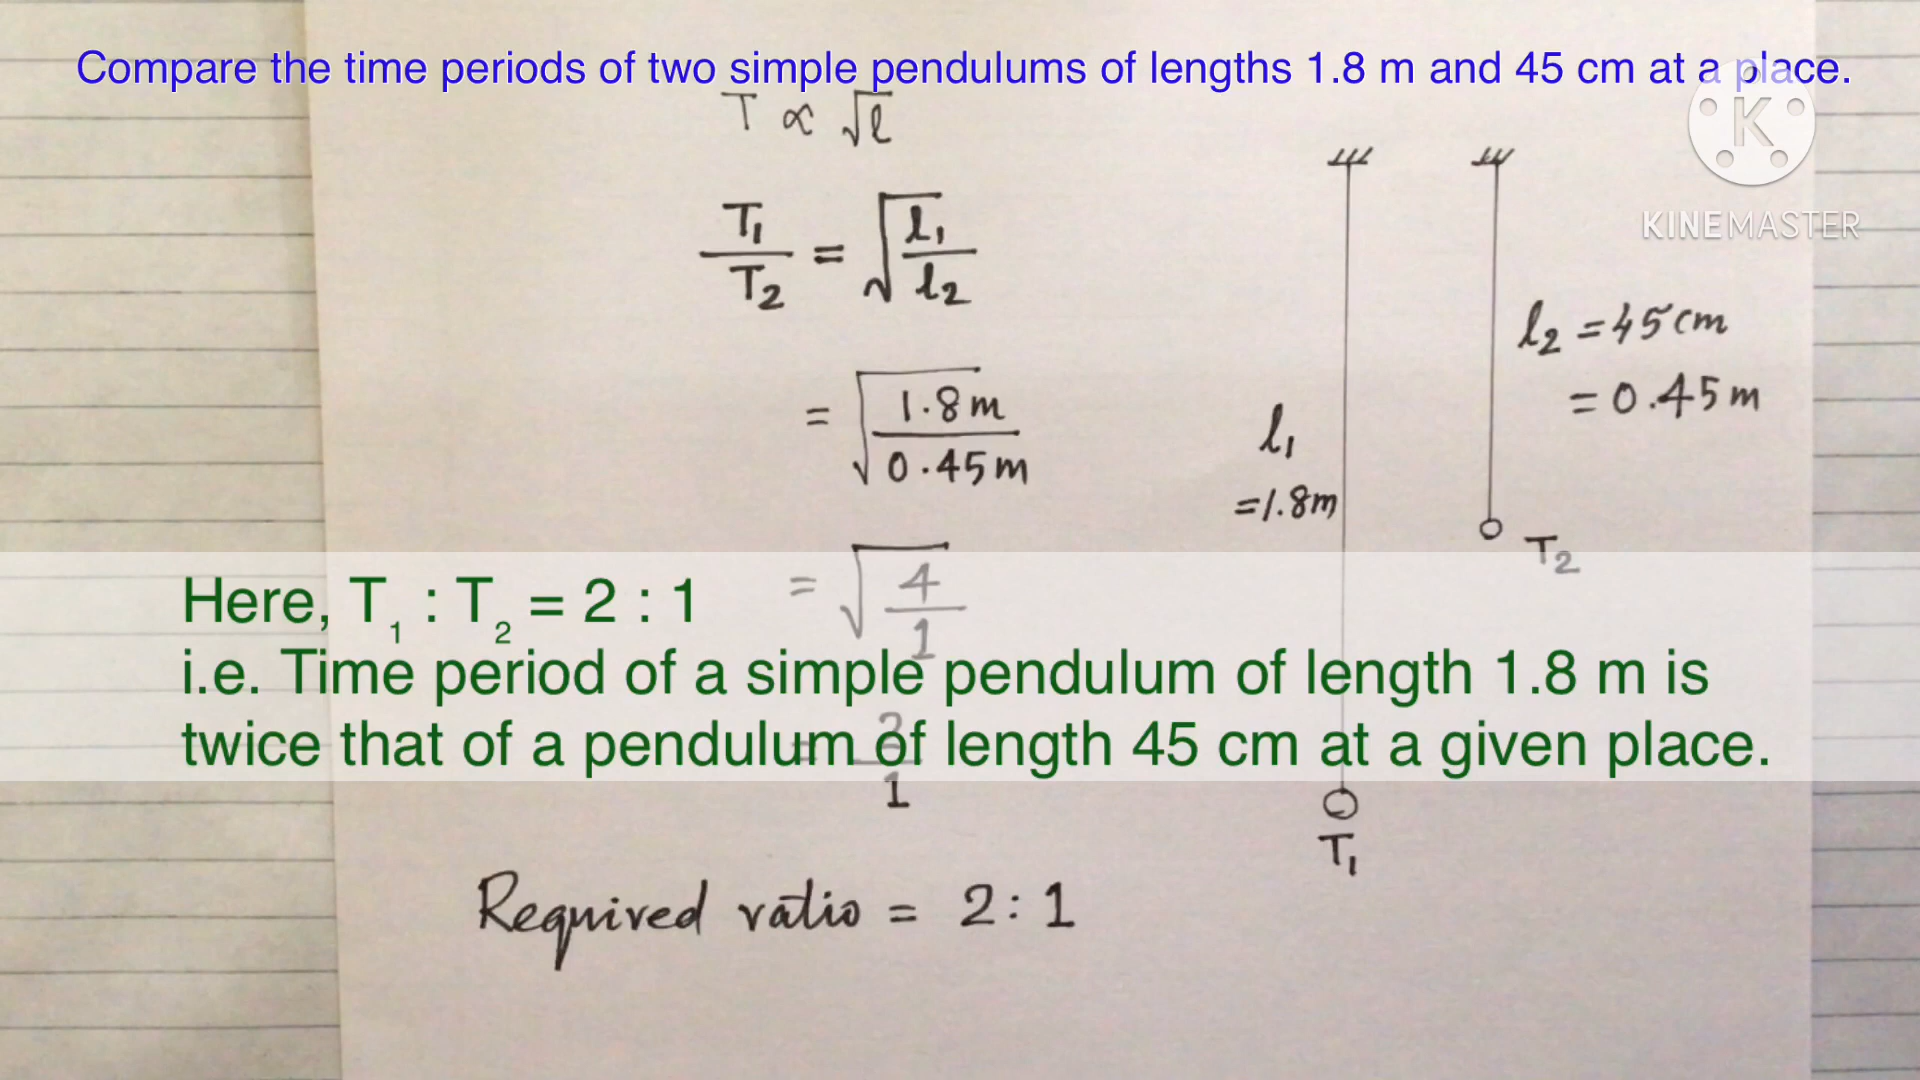 Compare the time periods of two simple pendulums of lengths 1.8 m and 45 cm at a place.
T ∝ √l
T₁/T₂ = √(l₁/l₂)
= √(1.8m/0.45m)
= √(4/1)
= 2/1
Required ratio = 2:1
l₁
=1.8m
T₁
l₂ = 45cm
= 0.45m
T₂
K
KINEMASTER
Here, T₁ : T₂ = 2 : 1
i.e. Time period of a simple pendulum of length 1.8 m is
twice that of a pendulum of length 45 cm at a given place.